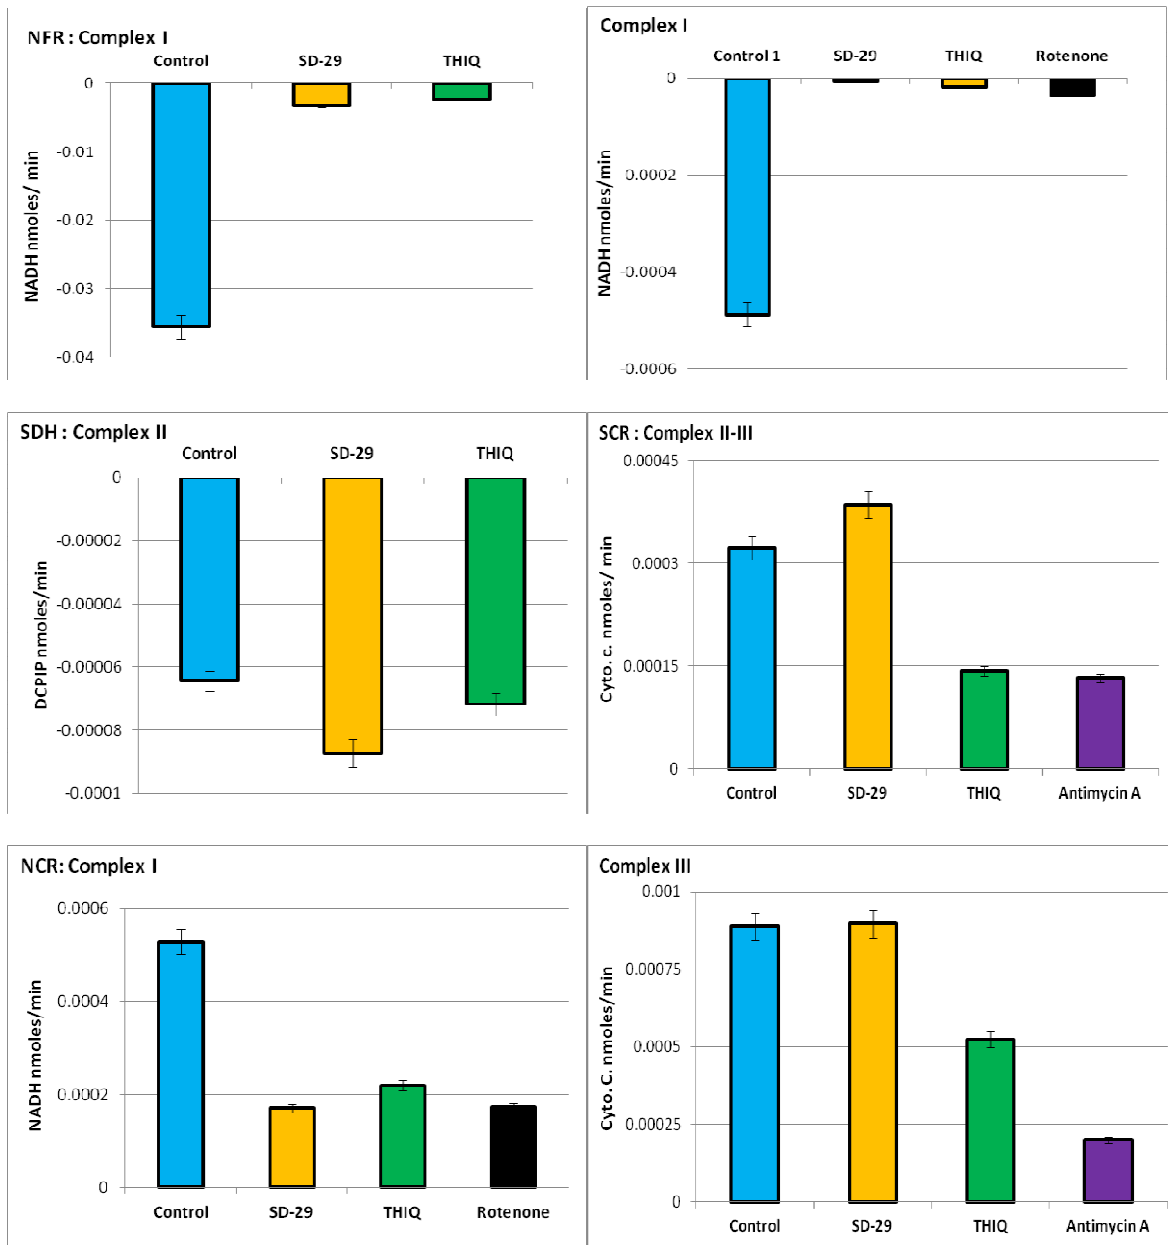 NFR : Complex I
Control SD-29 THIQ
0
-0.01
-0.02
-0.03
-0.04
NADH nmoles/ min
Complex I
Control 1 SD-29 THIQ Rotenone
0
-0.0002
-0.0004
-0.0006
NADH nmoles/min
SDH : Complex II
Control SD-29 THIQ
0
-0.00002
-0.00004
-0.00006
-0.00008
-0.0001
DCPIP nmoles/min
SCR : Complex II-III
0.00045
0.0003
0.00015
0
Cyto. c. nmoles/ min
Control SD-29 THIQ Antimycin A
NCR: Complex I
0.0006
0.0004
0.0002
0
NADH nmoles/min
Control SD-29 THIQ Rotenone
Complex III
0.001
0.00075
0.0005
0.00025
0
Cyto. C. nmoles/min
Control SD-29 THIQ Antimycin A